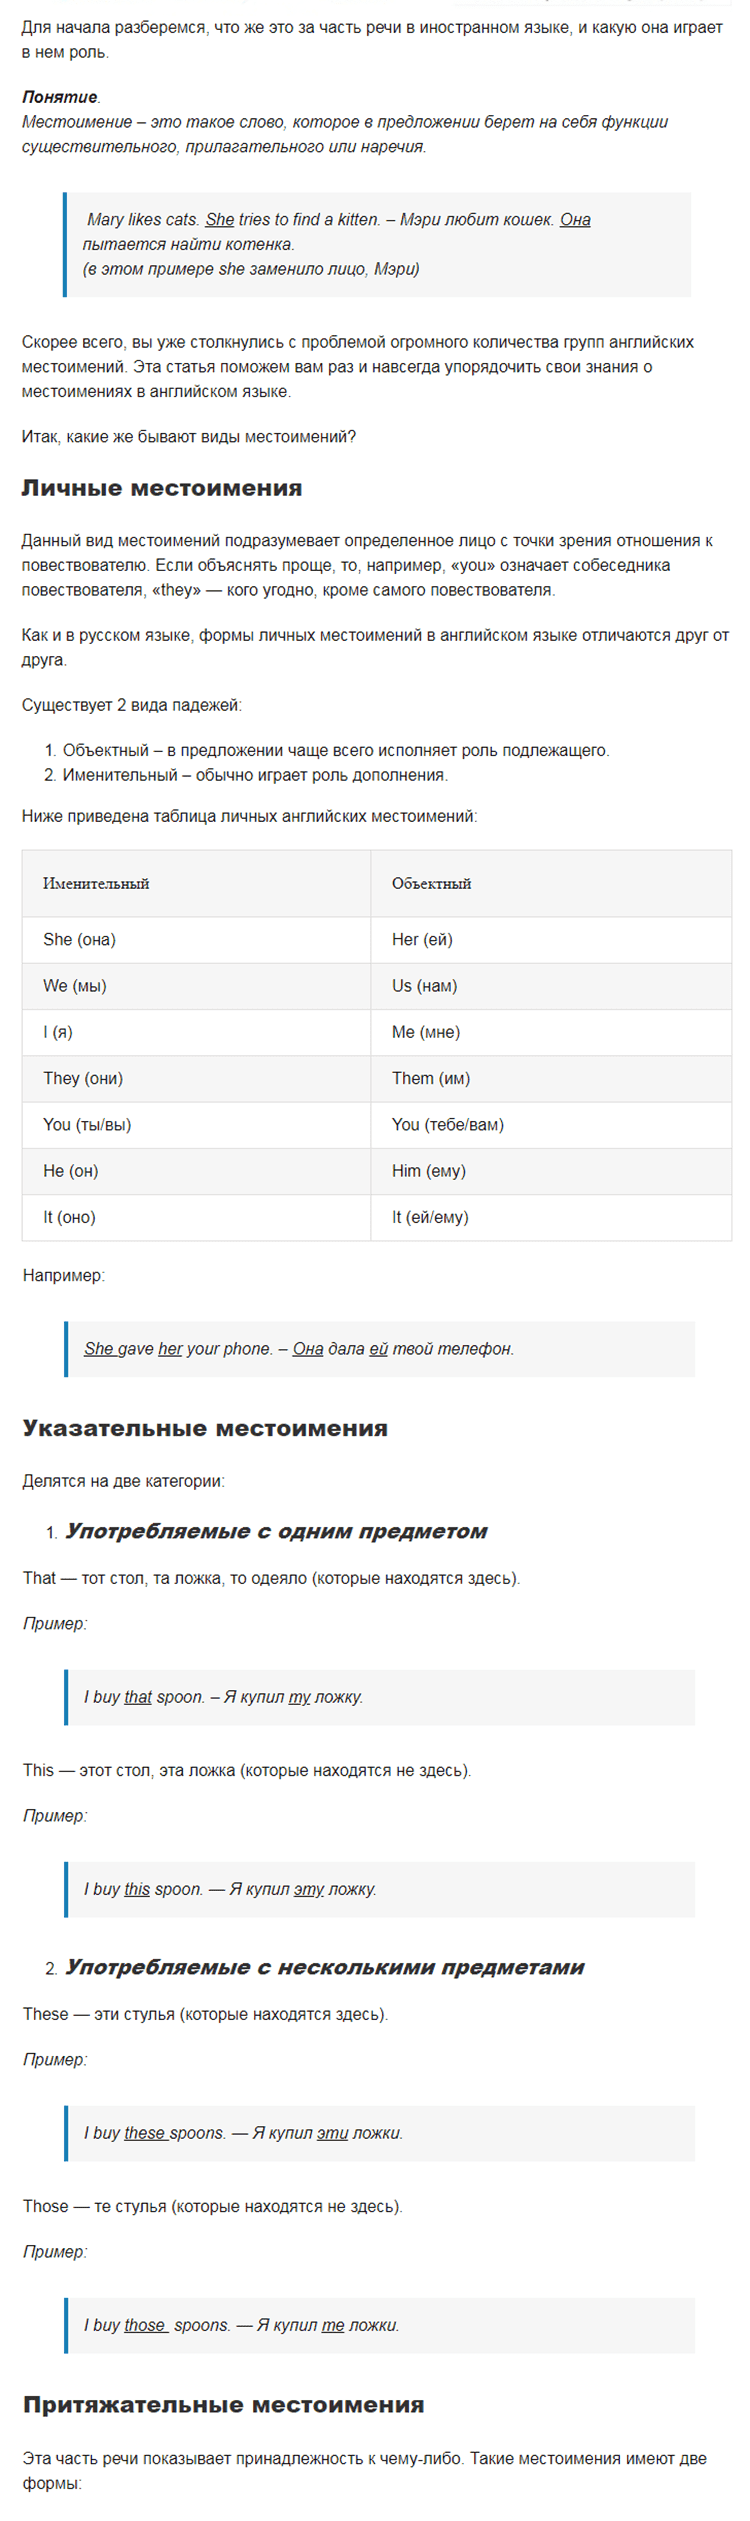 Для начала разберемся, что же это за часть речи в иностранном языке, и какую она играет
в нем роль.
Понятие.
Местоимение – это такое слово, которое в предложении берет на себя функции
существительного, прилагательного или наречия.
Mary likes cats. She tries to find a kitten. – Мэри любит кошек. Она
пытается найти котенка.
(в этом примере she заменило лицо, Мэри)
Скорее всего, вы уже столкнулись с проблемой огромного количества групп английских
местоимений. Эта статья поможем вам раз и навсегда упорядочить свои знания о
местоимениях в английском языке.
Итак, какие же бывают виды местоимений?
Личные местоимения
Данный вид местоимений подразумевает определенное лицо с точки зрения отношения к
повествователю. Если объяснять проще, то, например, «you» означает собеседника
повествователя, «they» — кого угодно, кроме самого повествователя.
Как и в русском языке, формы личных местоимений в английском языке отличаются друг от
друга.
Существует 2 вида падежей:
1. Объектный – в предложении чаще всего исполняет роль подлежащего.
2. Именительный – обычно играет роль дополнения.
Ниже приведена таблица личных английских местоимений:
Именительный Объектный
She (она) Her (ей)
We (мы) Us (нам)
I (я) Me (мне)
They (они) Them (им)
You (ты/вы) You (тебе/вам)
He (он) Him (ему)
It (оно) It (ей/ему)
Например:
She gave her your phone. – Она дала ей твой телефон.
Указательные местоимения
Делятся на две категории:
1. Употребляемые с одним предметом
That — тот стол, та ложка, то одеяло (которые находятся здесь).
Пример:
I buy that spoon. – Я купил ту ложку.
This — этот стол, эта ложка (которые находятся не здесь).
Пример:
I buy this spoon. — Я купил эту ложку.
2. Употребляемые с несколькими предметами
These — эти стулья (которые находятся здесь).
Пример:
I buy these spoons. — Я купил эти ложки.
Those — те стулья (которые находятся не здесь).
Пример:
I buy those spoons. — Я купил те ложки.
Притяжательные местоимения
Эта часть речи показывает принадлежность к чему-либо. Такие местоимения имеют две
формы: